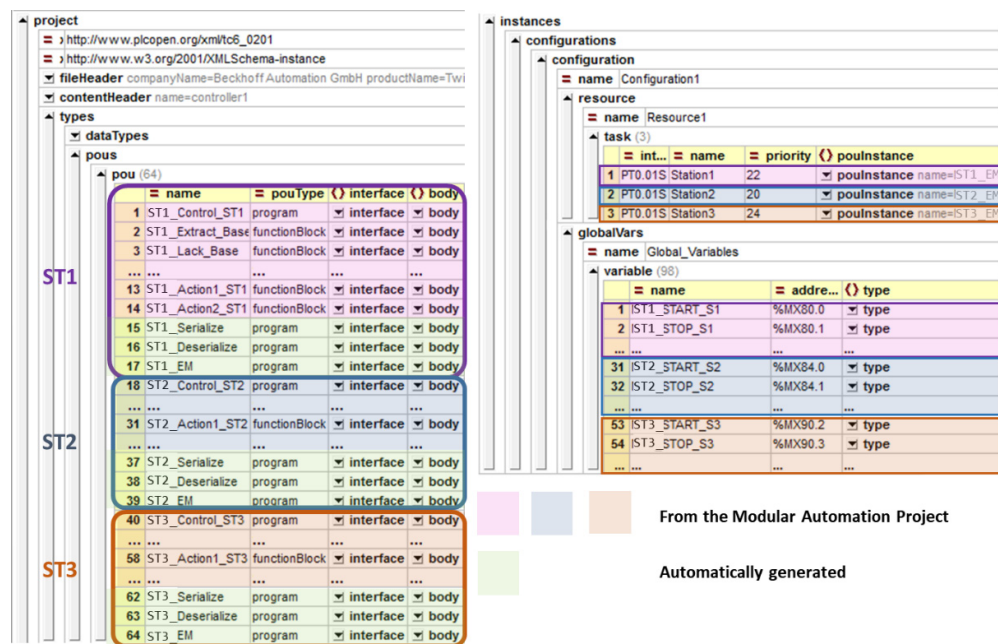 project
http://www.plcopen.org/xml/tc6_0201
http://www.w3.org/2001/XMLSchema-instance
fileHeader companyName=Beckhoff Automation GmbH productName=Twi
contentHeader name=controller1
types
dataTypes
pous
pou (64)
name pouType interface body
1 ST1_Control_ST1 program interface body
2 ST1_Extract_Base functionBlock interface body
3 ST1_Lack_Base functionBlock interface body
... ... ... ... ...
13 ST1_Action1_ST1 functionBlock interface body
14 ST1_Action2_ST1 functionBlock interface body
15 ST1_Serialize program interface body
16 ST1_Deserialize program interface body
17 ST1_EM program interface body
18 ST2_Control_ST2 program interface body
... ... ... ... ...
31 ST2_Action1_ST2 functionBlock interface body
... ... ... ... ...
37 ST2_Serialize program interface body
38 ST2_Deserialize program interface body
39 ST2_EM program interface body
40 ST3_Control_ST3 program interface body
... ... ... ... ...
58 ST3_Action1_ST3 functionBlock interface body
... ... ... ... ...
62 ST3_Serialize program interface body
63 ST3_Deserialize program interface body
64 ST3_EM program interface body
ST1
ST2
ST3
instances
configurations
configuration
name Configuration1
resource
name Resource1
task (3)
int... name priority pouInstance
1 PT0.01S Station1 22 pouInstance name=IST1_EM
2 PT0.01S Station2 20 pouInstance name=IST2_EM
3 PT0.01S Station3 24 pouInstance name=IST3_EM
globalVars
name Global_Variables
variable (98)
name addre... type
1 IST1_START_S1 %MX80.0 type
2 IST1_STOP_S1 %MX80.1 type
... ... ... ...
31 IST2_START_S2 %MX84.0 type
32 IST2_STOP_S2 %MX84.1 type
... ... ... ...
53 IST3_START_S3 %MX90.2 type
54 IST3_STOP_S3 %MX90.3 type
... ... ... ...
From the Modular Automation Project
Automatically generated